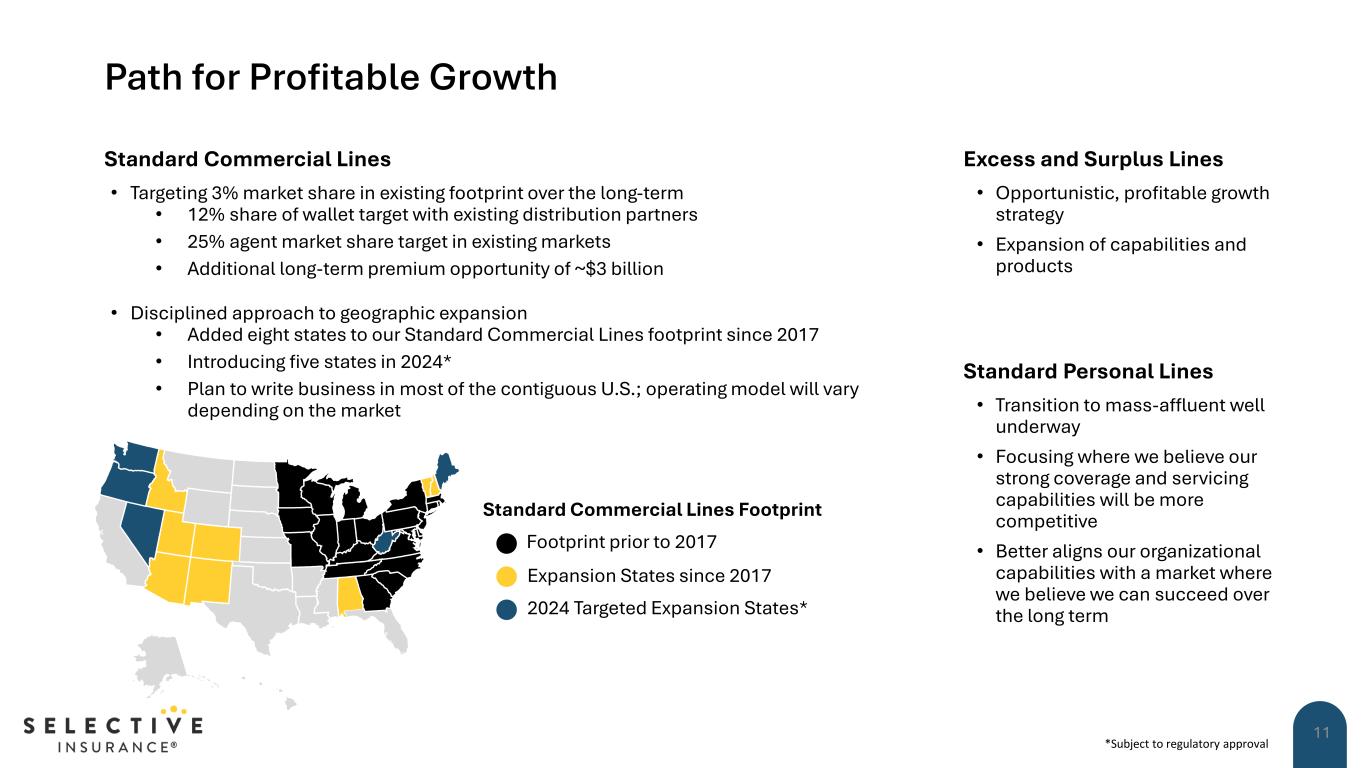 Path for Profitable Growth
Standard Commercial Lines
• Targeting 3% market share in existing footprint over the long-term
• 12% share of wallet target with existing distribution partners
• 25% agent market share target in existing markets
• Additional long-term premium opportunity of ~$3 billion
• Disciplined approach to geographic expansion
• Added eight states to our Standard Commercial Lines footprint since 2017
• Introducing five states in 2024*
• Plan to write business in most of the contiguous U.S.; operating model will vary
depending on the market
Standard Commercial Lines Footprint
Footprint prior to 2017
Expansion States since 2017
2024 Targeted Expansion States*
Excess and Surplus Lines
• Opportunistic, profitable growth
strategy
• Expansion of capabilities and
products
Standard Personal Lines
• Transition to mass-affluent well
underway
• Focusing where we believe our
strong coverage and servicing
capabilities will be more
competitive
• Better aligns our organizational
capabilities with a market where
we believe we can succeed over
the long term
SELECTIVE
INSURANCE®
*Subject to regulatory approval
11